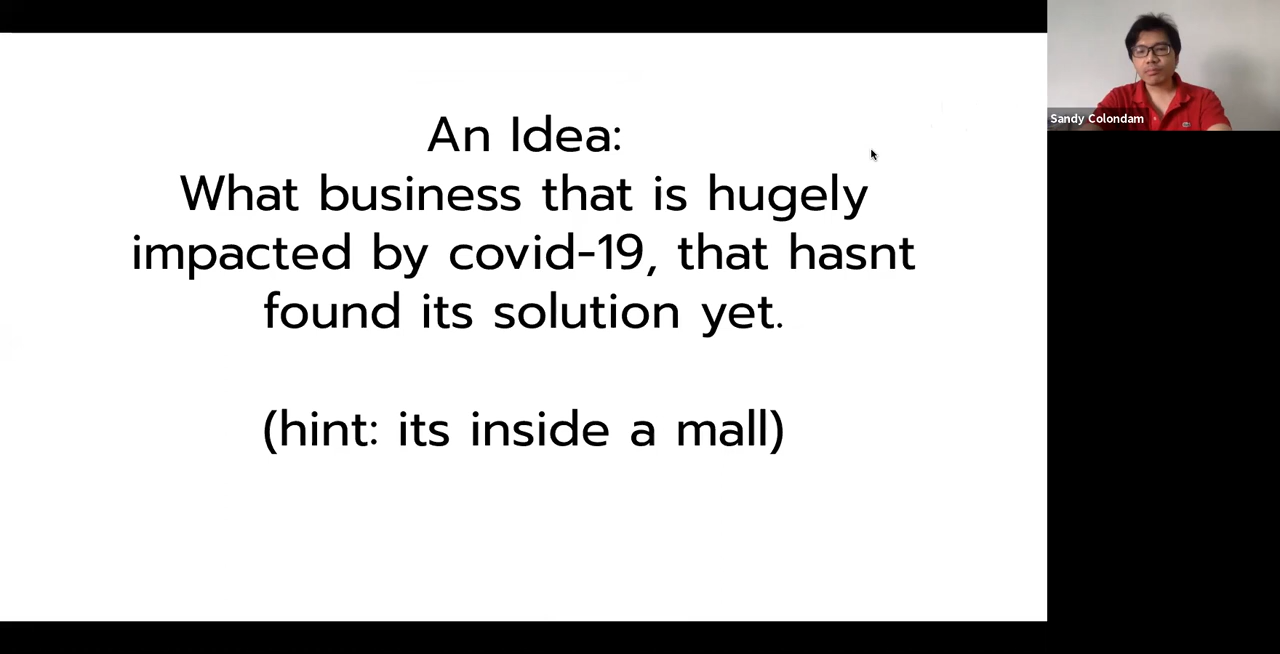 An Idea:
What business that is hugely
impacted by covid-19, that hasnt
found its solution yet.
(hint: its inside a mall)
Sandy Colondam